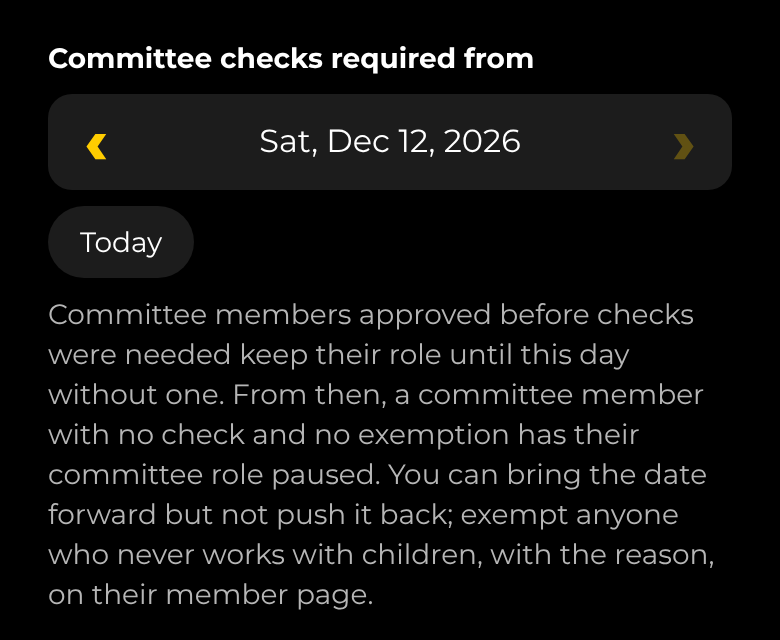 Committee checks required from
‹ Sat, Dec 12, 2026 ›
Today
Committee members approved before checks
were needed keep their role until this day
without one. From then, a committee member
with no check and no exemption has their
committee role paused. You can bring the date
forward but not push it back; exempt anyone
who never works with children, with the reason,
on their member page.